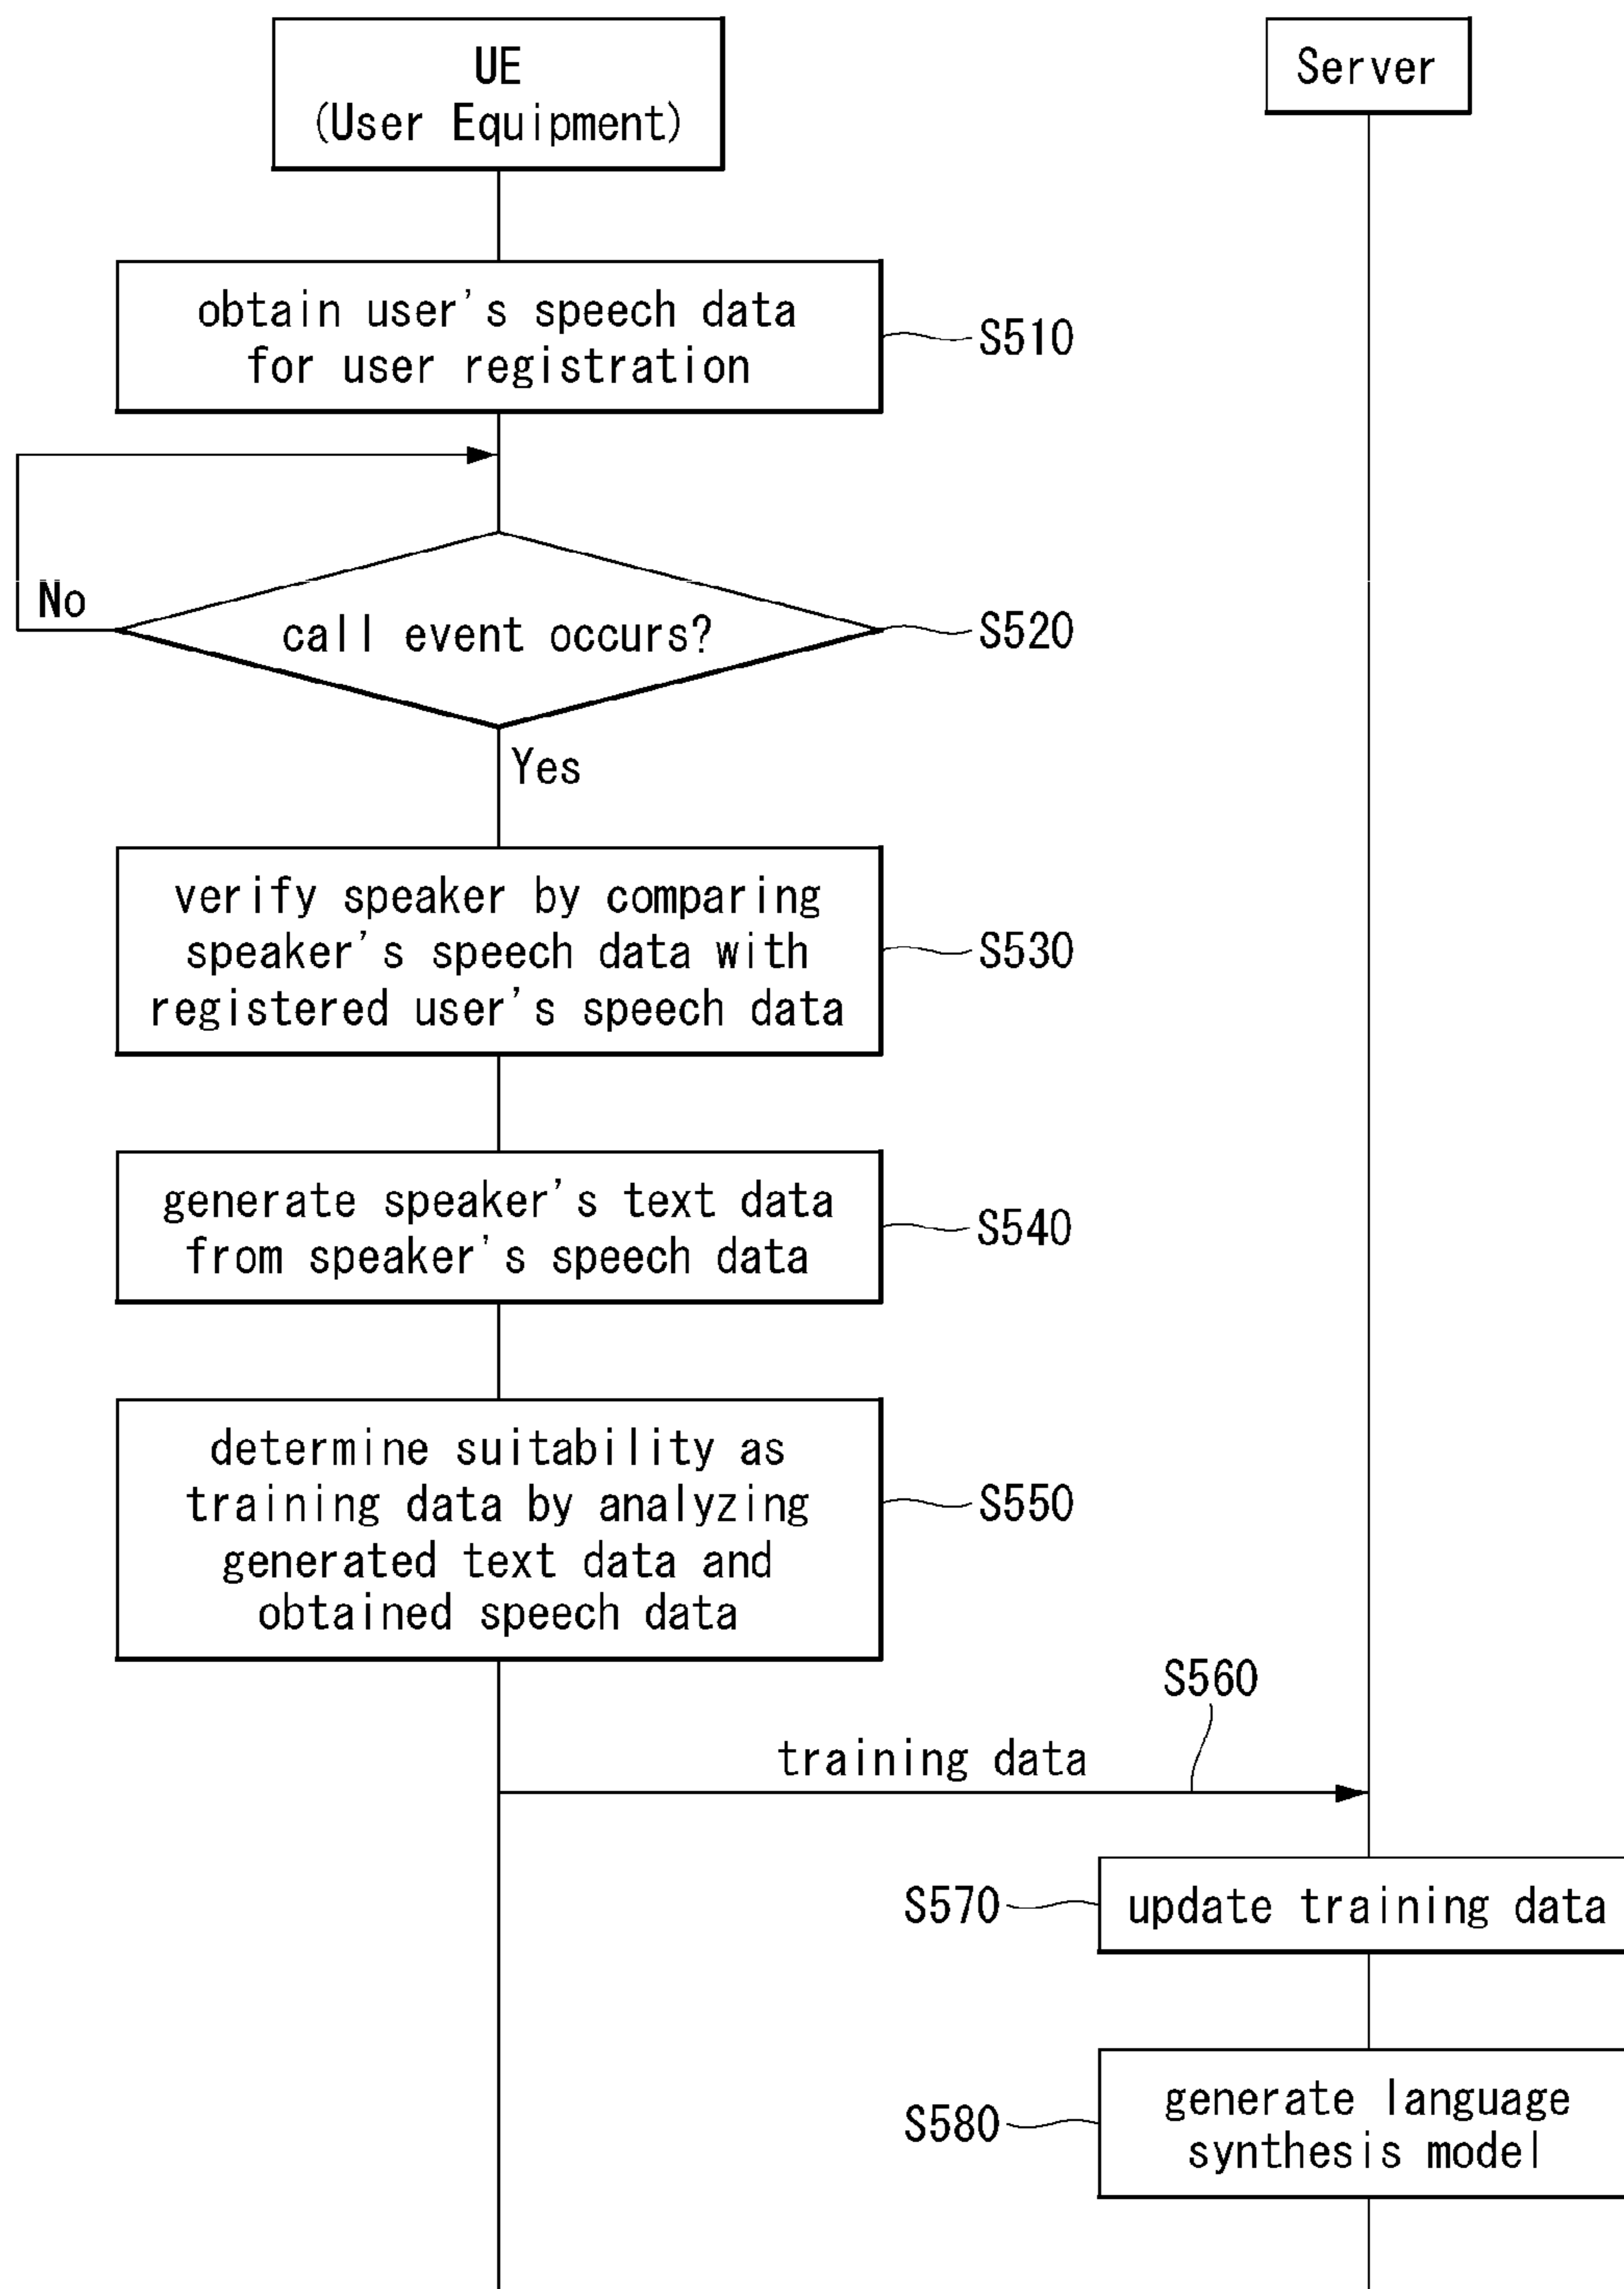 UE
(User Equipment)
Server
obtain user's speech data
for user registration
S510
No
call event occurs?
S520
Yes
verify speaker by comparing
speaker's speech data with
registered user's speech data
S530
generate speaker's text data
from speaker's speech data
S540
determine suitability as
training data by analyzing
generated text data and
obtained speech data
S550
S560
training data
S570
update training data
S580
generate language
synthesis model